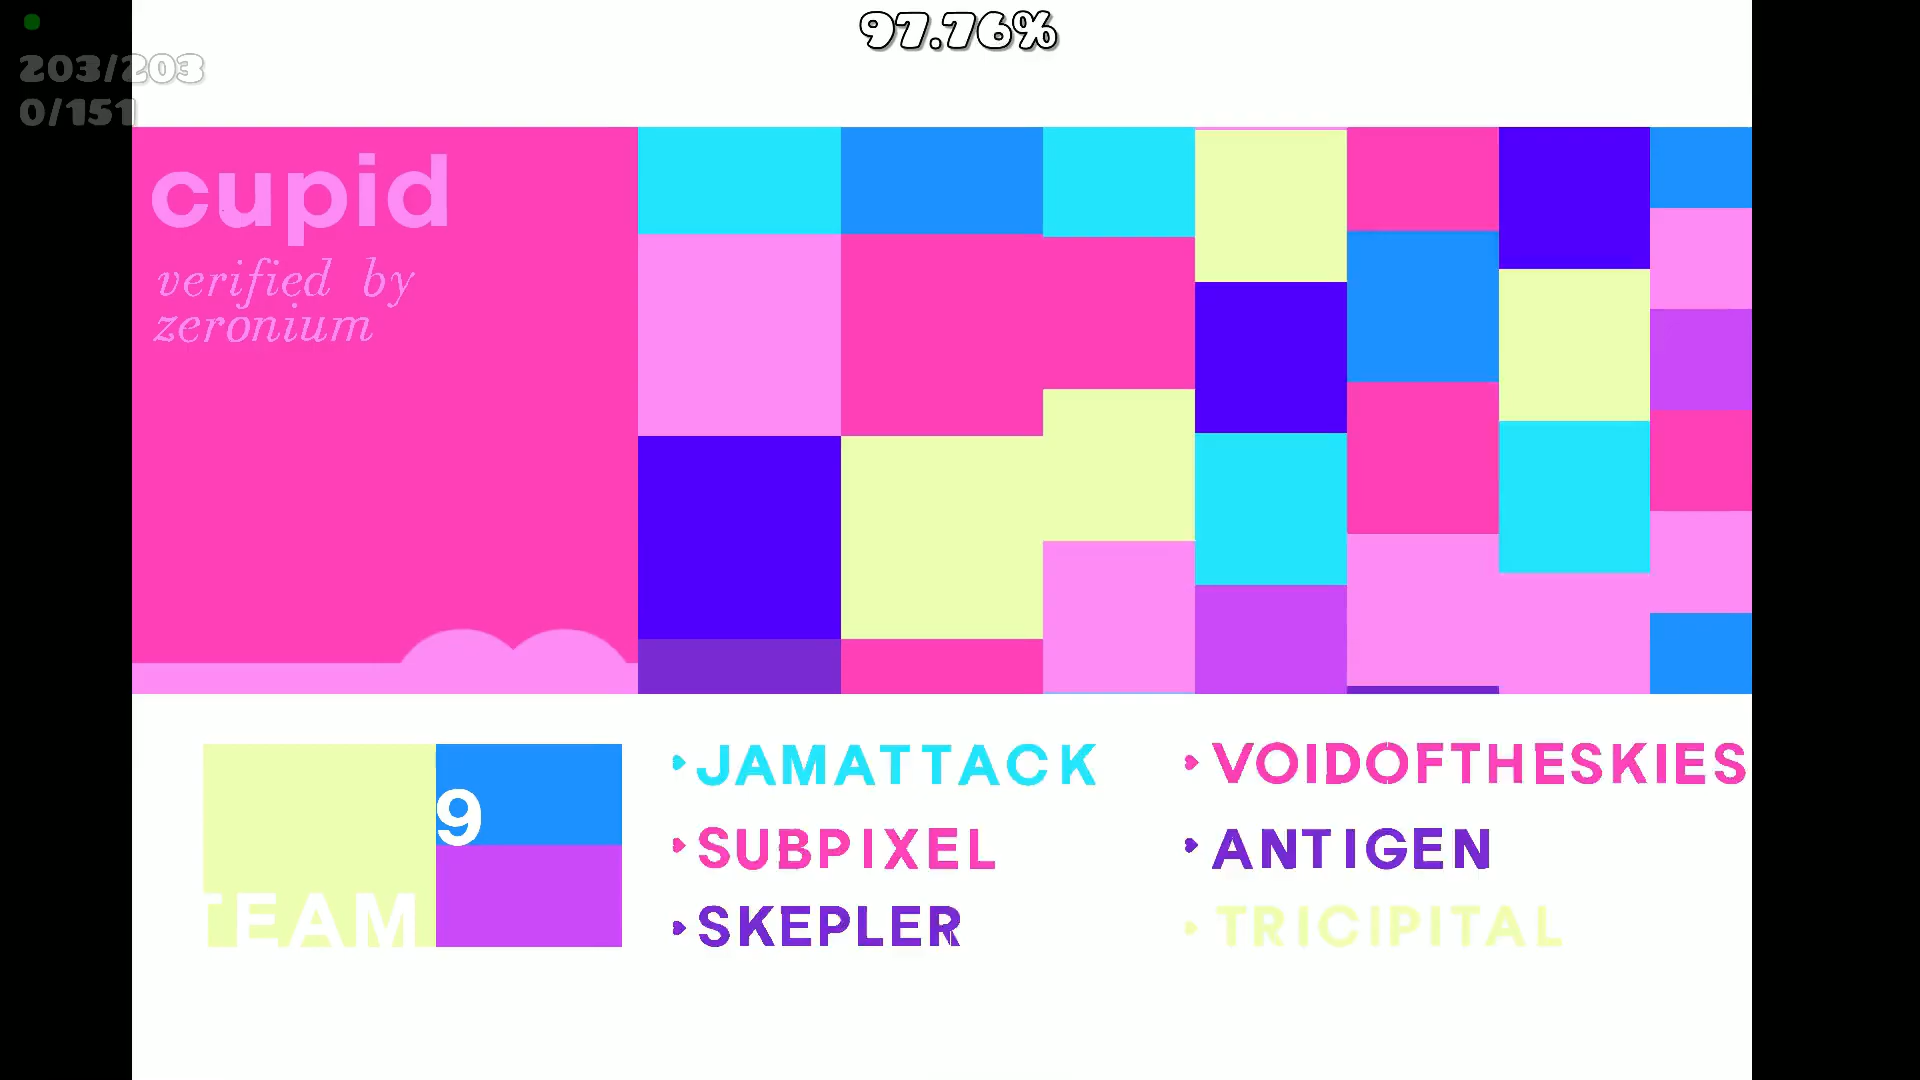 97.76%
203/203
0/151
cupid
verified by
zeronium
9
TEAM
JAMATTACK
SUBPIXEL
SKEPLER
VOIDOFTHESKIES
ANTIGEN
TRICIPITAL